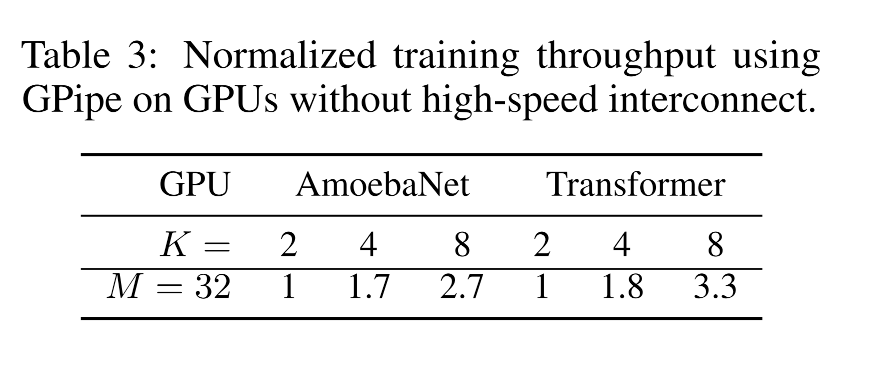 Table 3: Normalized training throughput using
GPipe on GPUs without high-speed interconnect.
GPU AmoebaNet Transformer
K = 2 4 8 2 4 8
M = 32 1 1.7 2.7 1 1.8 3.3